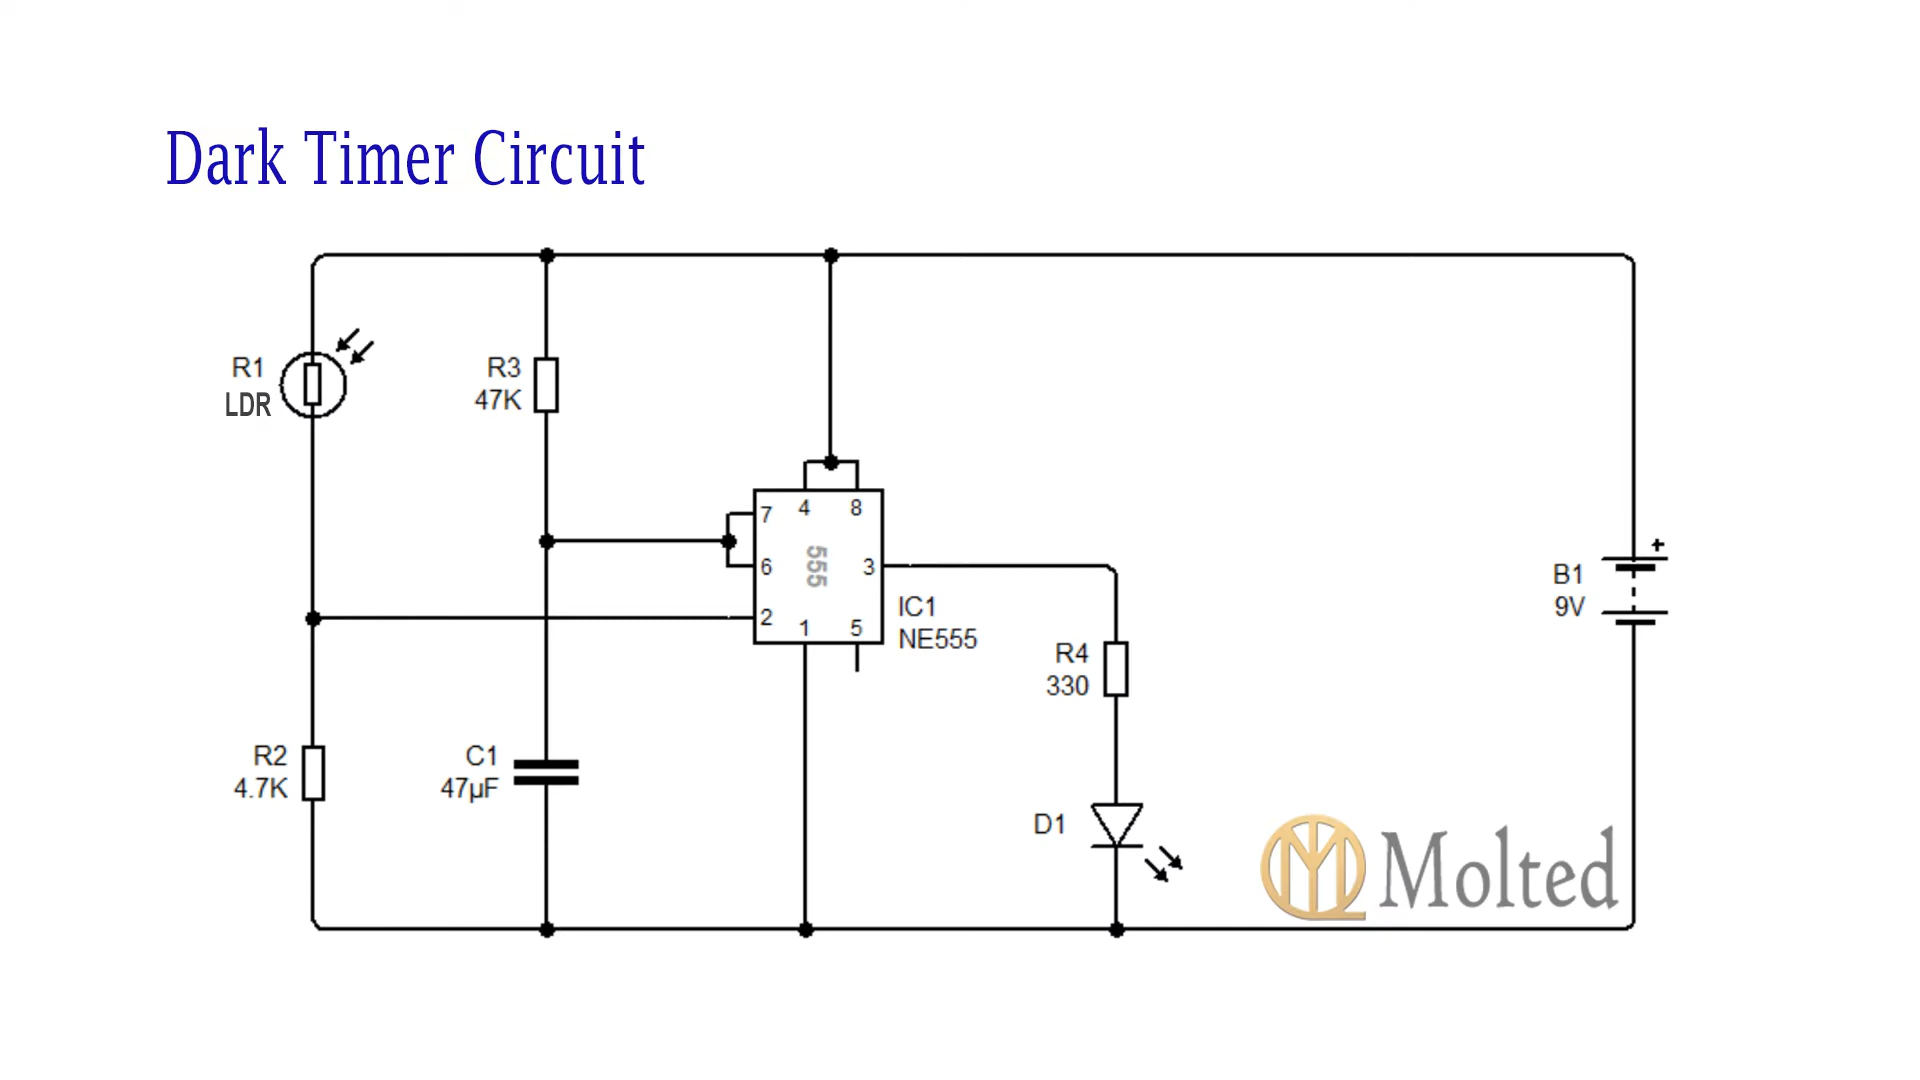 Dark Timer Circuit
R1
LDR
R3
47K
7
4
8
6
555
3
2
1
5
IC1
NE555
B1
+
9V
R4
330
R2
4.7K
C1
47µF
D1
Molted